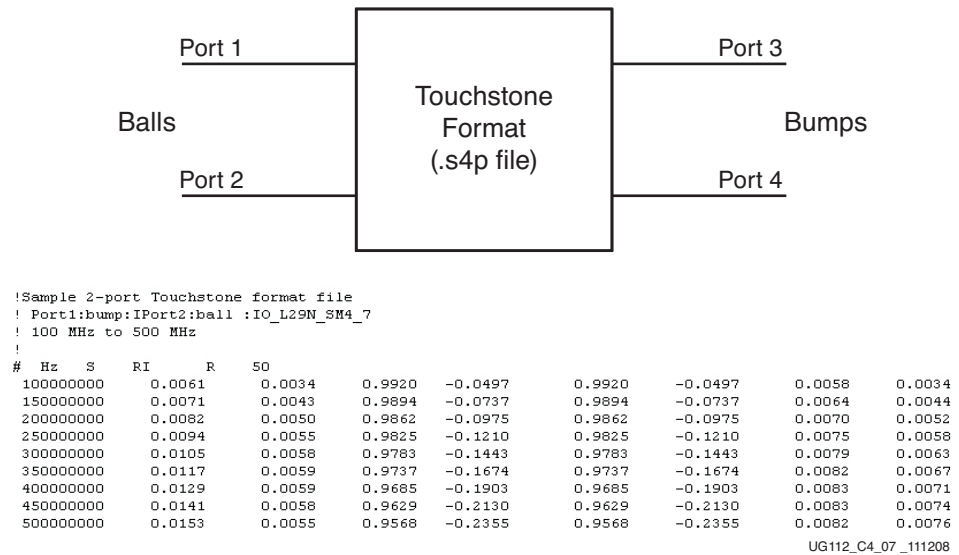 Port 1 Port 3
Touchstone
Balls Format Bumps
(.s4p file)
Port 2 Port 4
!Sample 2-port Touchstone format file
! Port1:bump:IPort2:ball :IO_L29N_SM4_7
! 100 MHz to 500 MHz
!
# Hz S RI R 50
100000000 0.0061 0.0034 0.9920 -0.0497 0.9920 -0.0497 0.0058 0.0034
150000000 0.0071 0.0043 0.9894 -0.0737 0.9894 -0.0737 0.0064 0.0044
200000000 0.0082 0.0050 0.9862 -0.0975 0.9862 -0.0975 0.0070 0.0052
250000000 0.0094 0.0055 0.9825 -0.1210 0.9825 -0.1210 0.0075 0.0058
300000000 0.0105 0.0058 0.9783 -0.1443 0.9783 -0.1443 0.0079 0.0063
350000000 0.0117 0.0059 0.9737 -0.1674 0.9737 -0.1674 0.0082 0.0067
400000000 0.0129 0.0059 0.9685 -0.1903 0.9685 -0.1903 0.0083 0.0071
450000000 0.0141 0.0058 0.9629 -0.2130 0.9629 -0.2130 0.0083 0.0074
500000000 0.0153 0.0055 0.9568 -0.2355 0.9568 -0.2355 0.0082 0.0076
UG112_C4_07 _111208